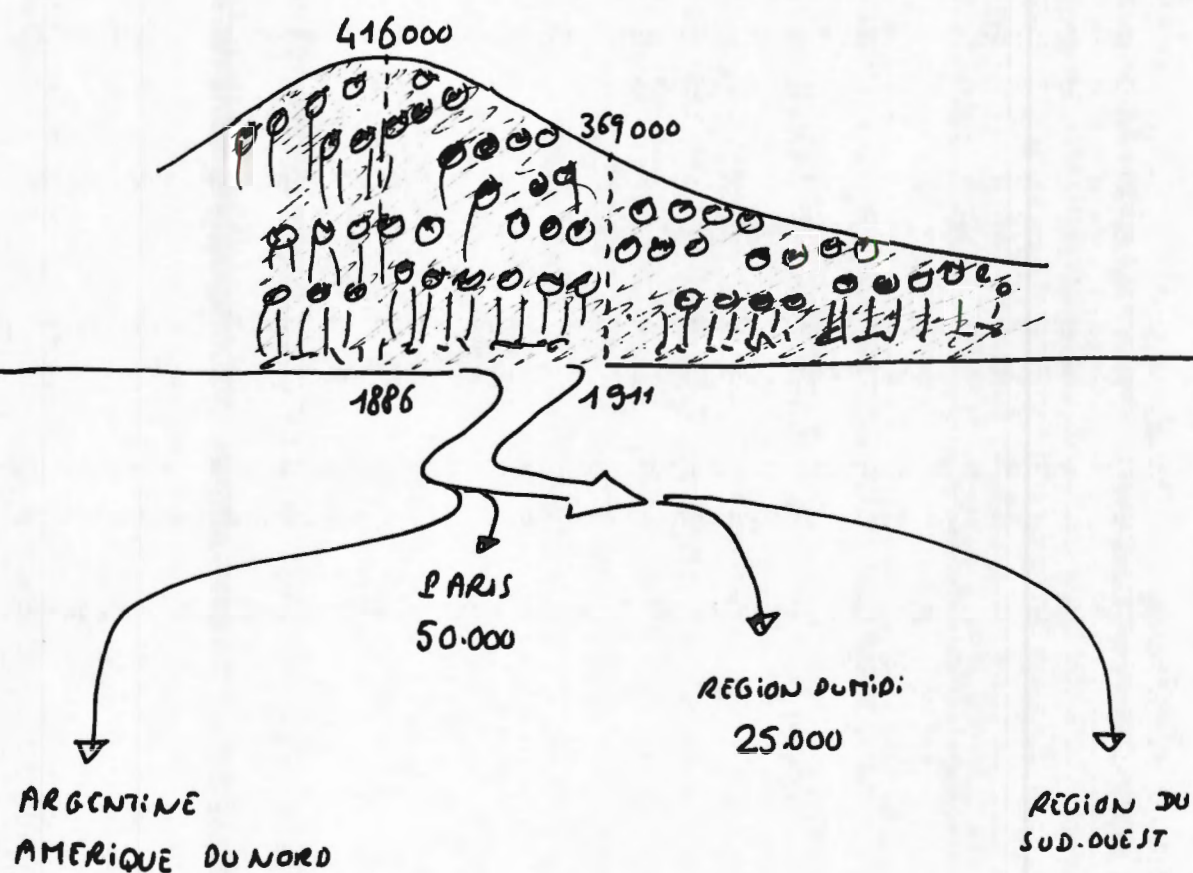 416000
369000
1886
1911
PARIS
50.000
REGION DU MIDI
25.000
ARGENTINE
AMERIQUE DU NORD
REGION DU
SUD.OUEST